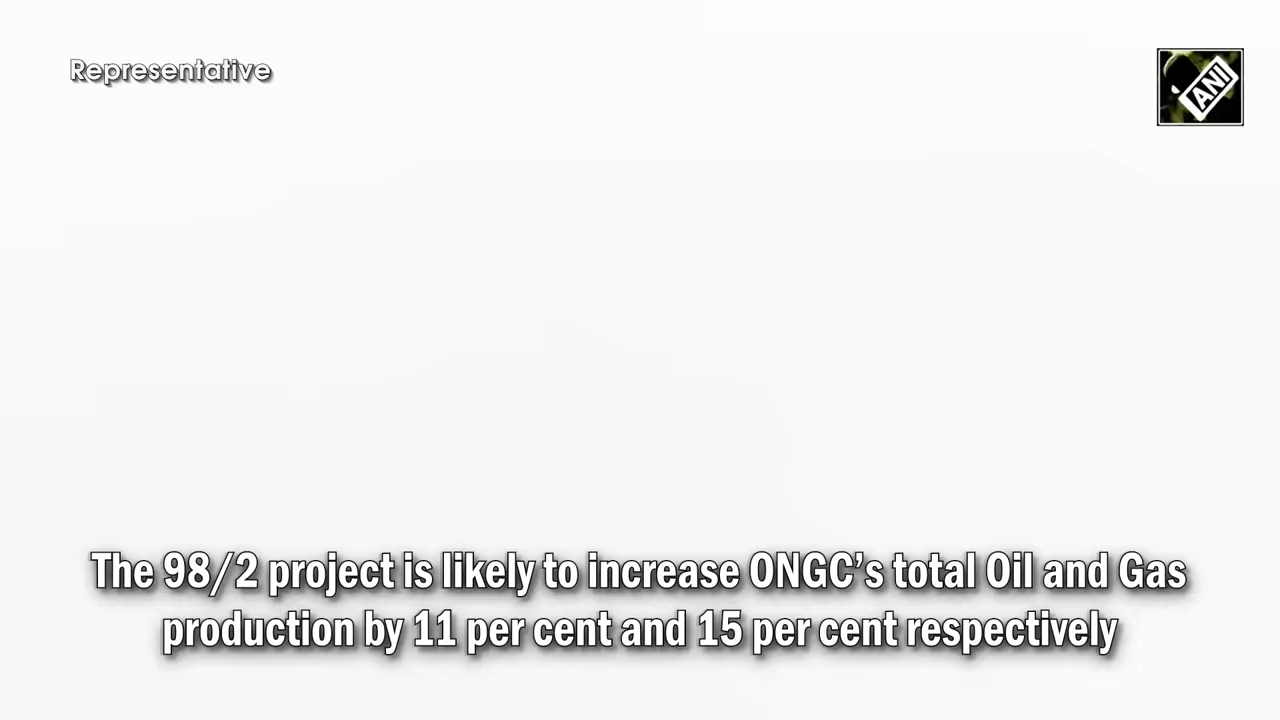 Representative
ANI
The 98/2 project is likely to increase ONGC's total Oil and Gas
production by 11 per cent and 15 per cent respectively